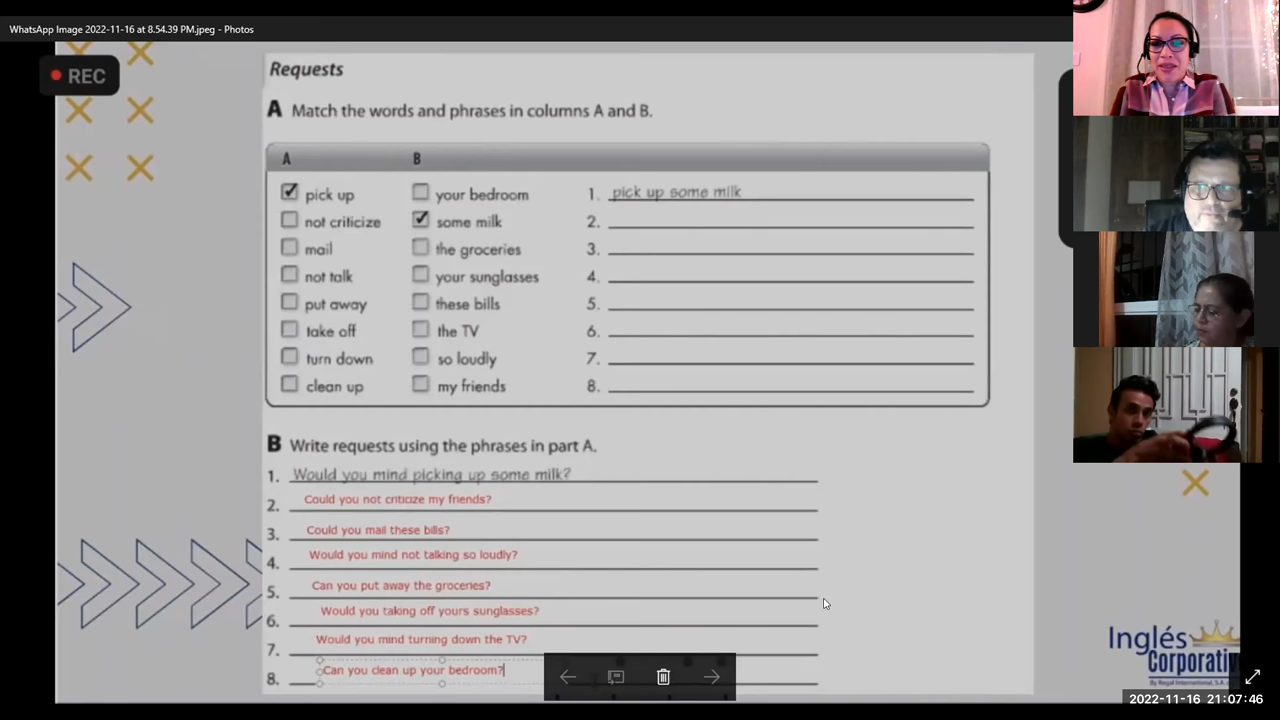 WhatsApp Image 2022-11-16 at 8.54.39 PM.jpeg - Photos
REC
Requests
A Match the words and phrases in columns A and B.
A B
pick up your bedroom 1. pick up some milk
not criticize some milk 2.
mail the groceries 3.
not talk your sunglasses 4.
put away these bills 5.
take off the TV 6.
turn down so loudly 7.
clean up my friends 8.
B Write requests using the phrases in part A.
1. Would you mind picking up some milk?
2. Could you not criticize my friends?
3. Could you mail these bills?
4. Would you mind not talking so loudly?
5. Can you put away the groceries?
6. Would you taking off yours sunglasses?
7. Would you mind turning down the TV?
8. Can you clean up your bedroom?
Inglés
Corporativ
By Regal International, S.A.
2022-11-16 21:07:46